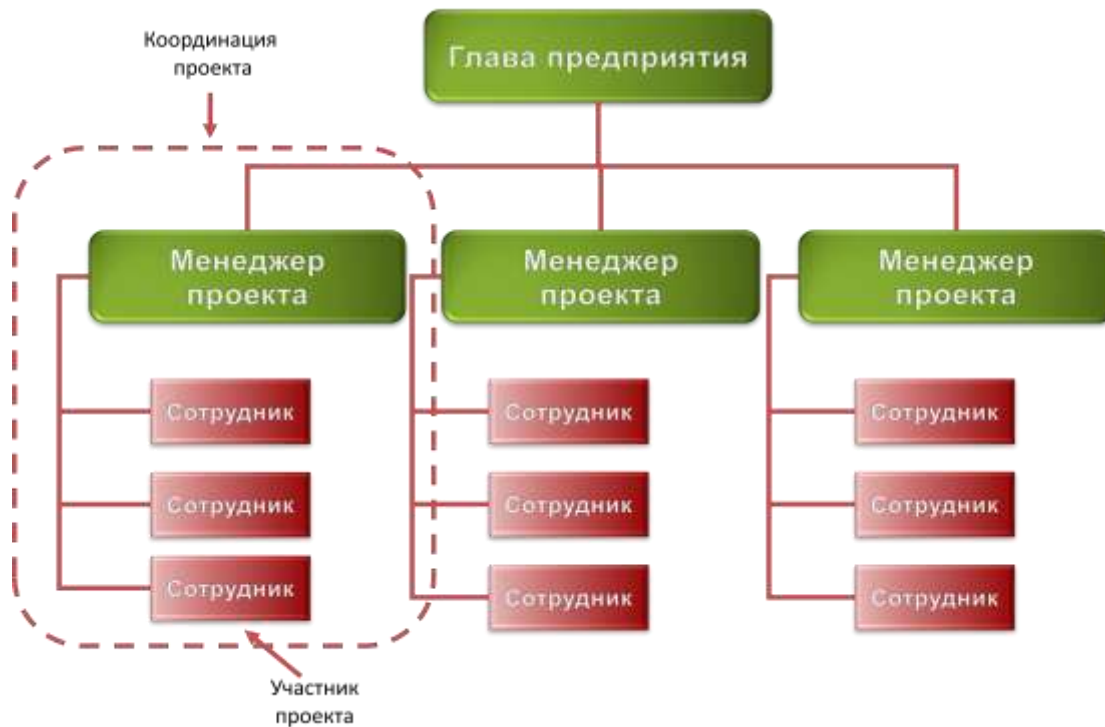 Координация
проекта
Глава предприятия
Менеджер
проекта
Менеджер
проекта
Менеджер
проекта
Сотрудник
Сотрудник
Сотрудник
Сотрудник
Сотрудник
Сотрудник
Сотрудник
Сотрудник
Сотрудник
Участник
проекта